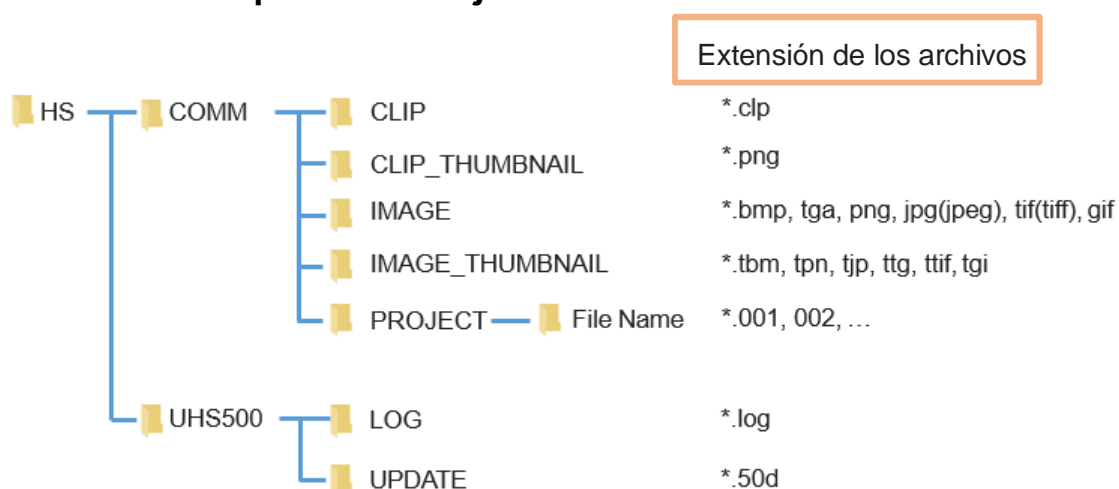 Extensión de los archivos
HS COMM CLIP *.clp
CLIP_THUMBNAIL *.png
IMAGE *.bmp, tga, png, jpg(jpeg), tif(tiff), gif
IMAGE_THUMBNAIL *.tbm, tpn, tjp, ttg, ttif, tgi
PROJECT File Name *.001, 002, ...
UHS500 LOG *.log
UPDATE *.50d